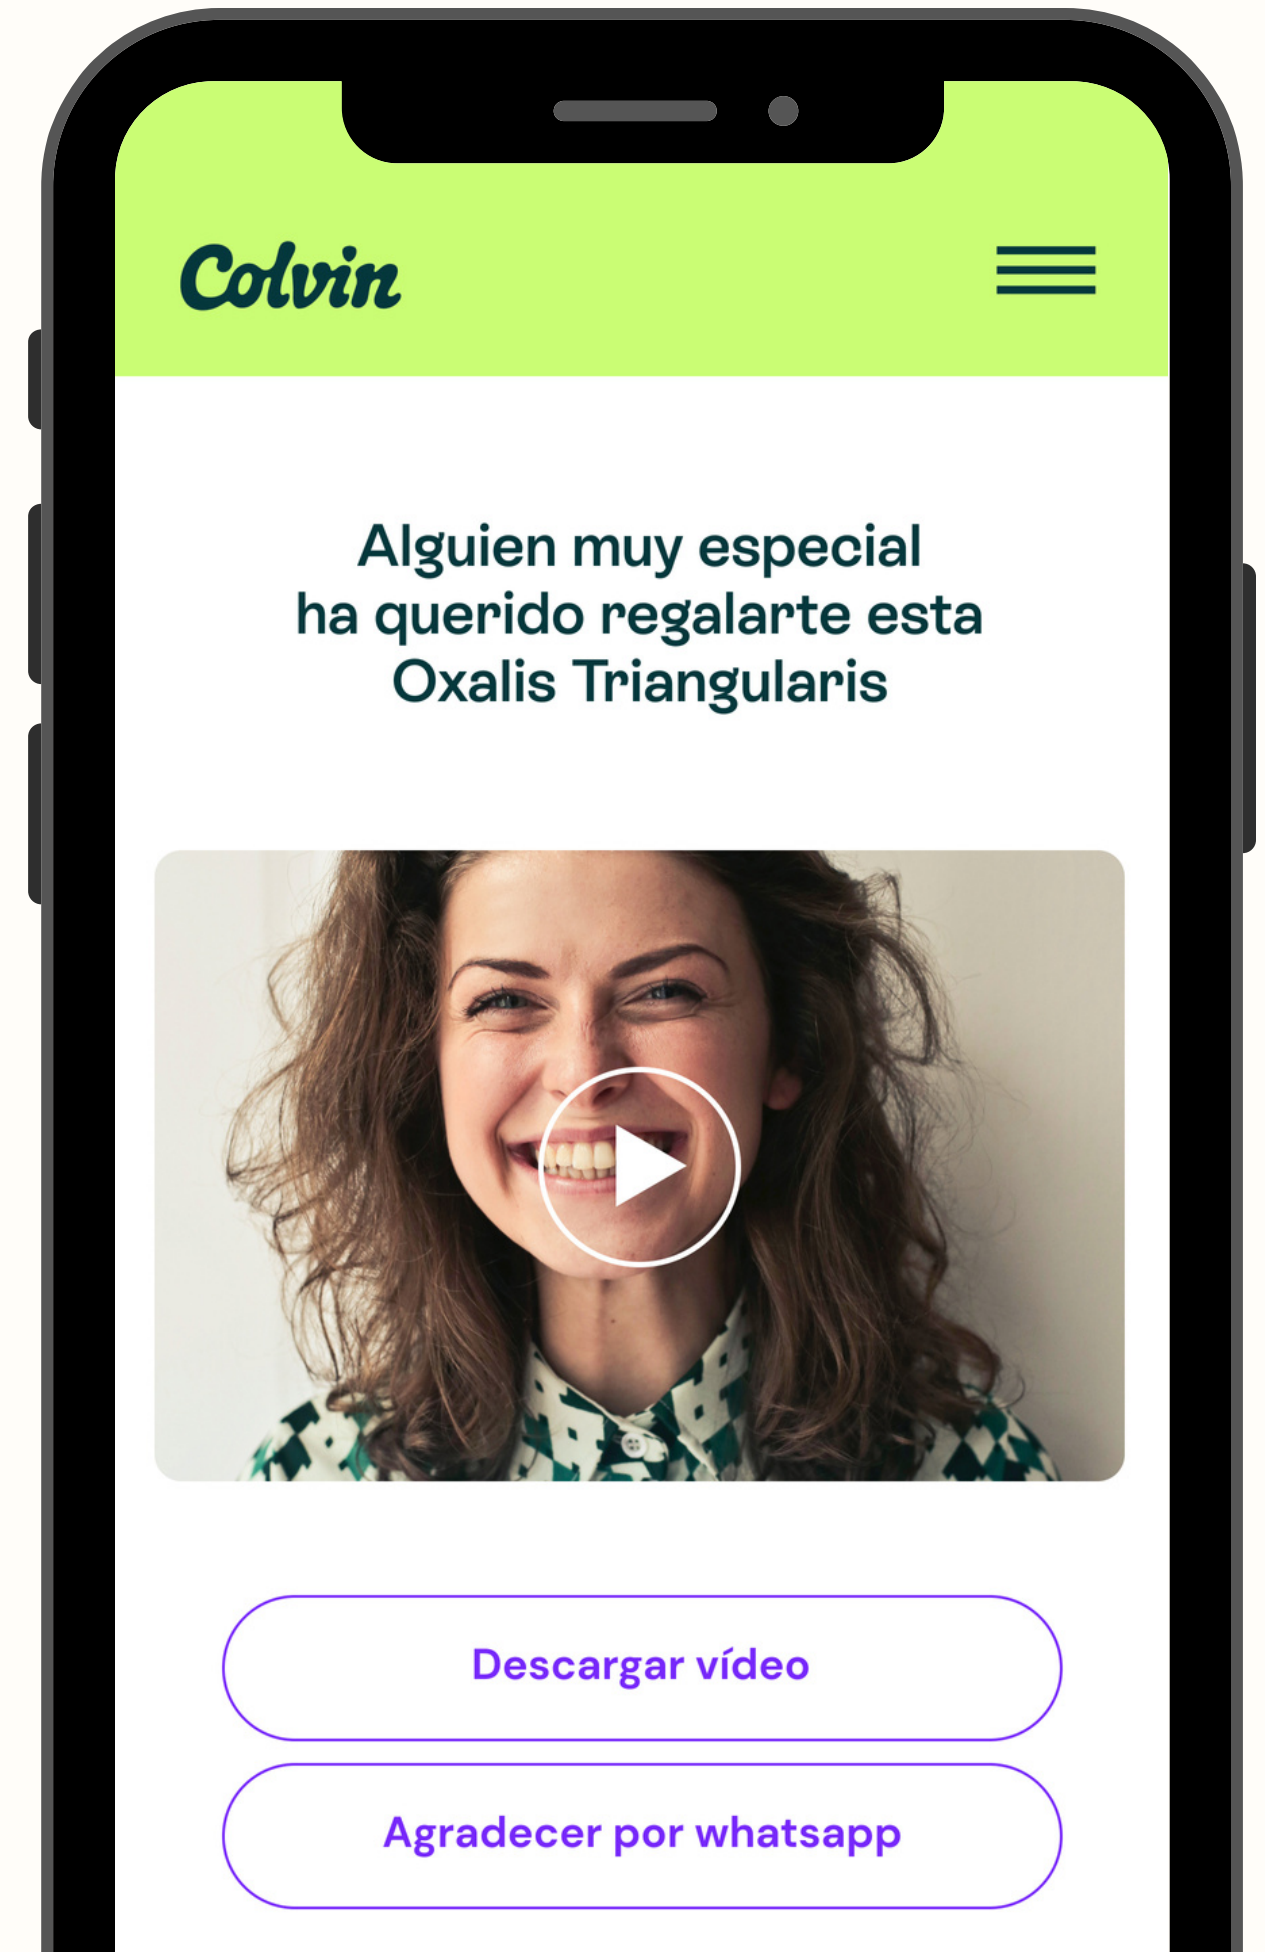 Colvin
Alguien muy especial
ha querido regalarte esta
Oxalis Triangularis
Descargar vídeo
Agradecer por whatsapp